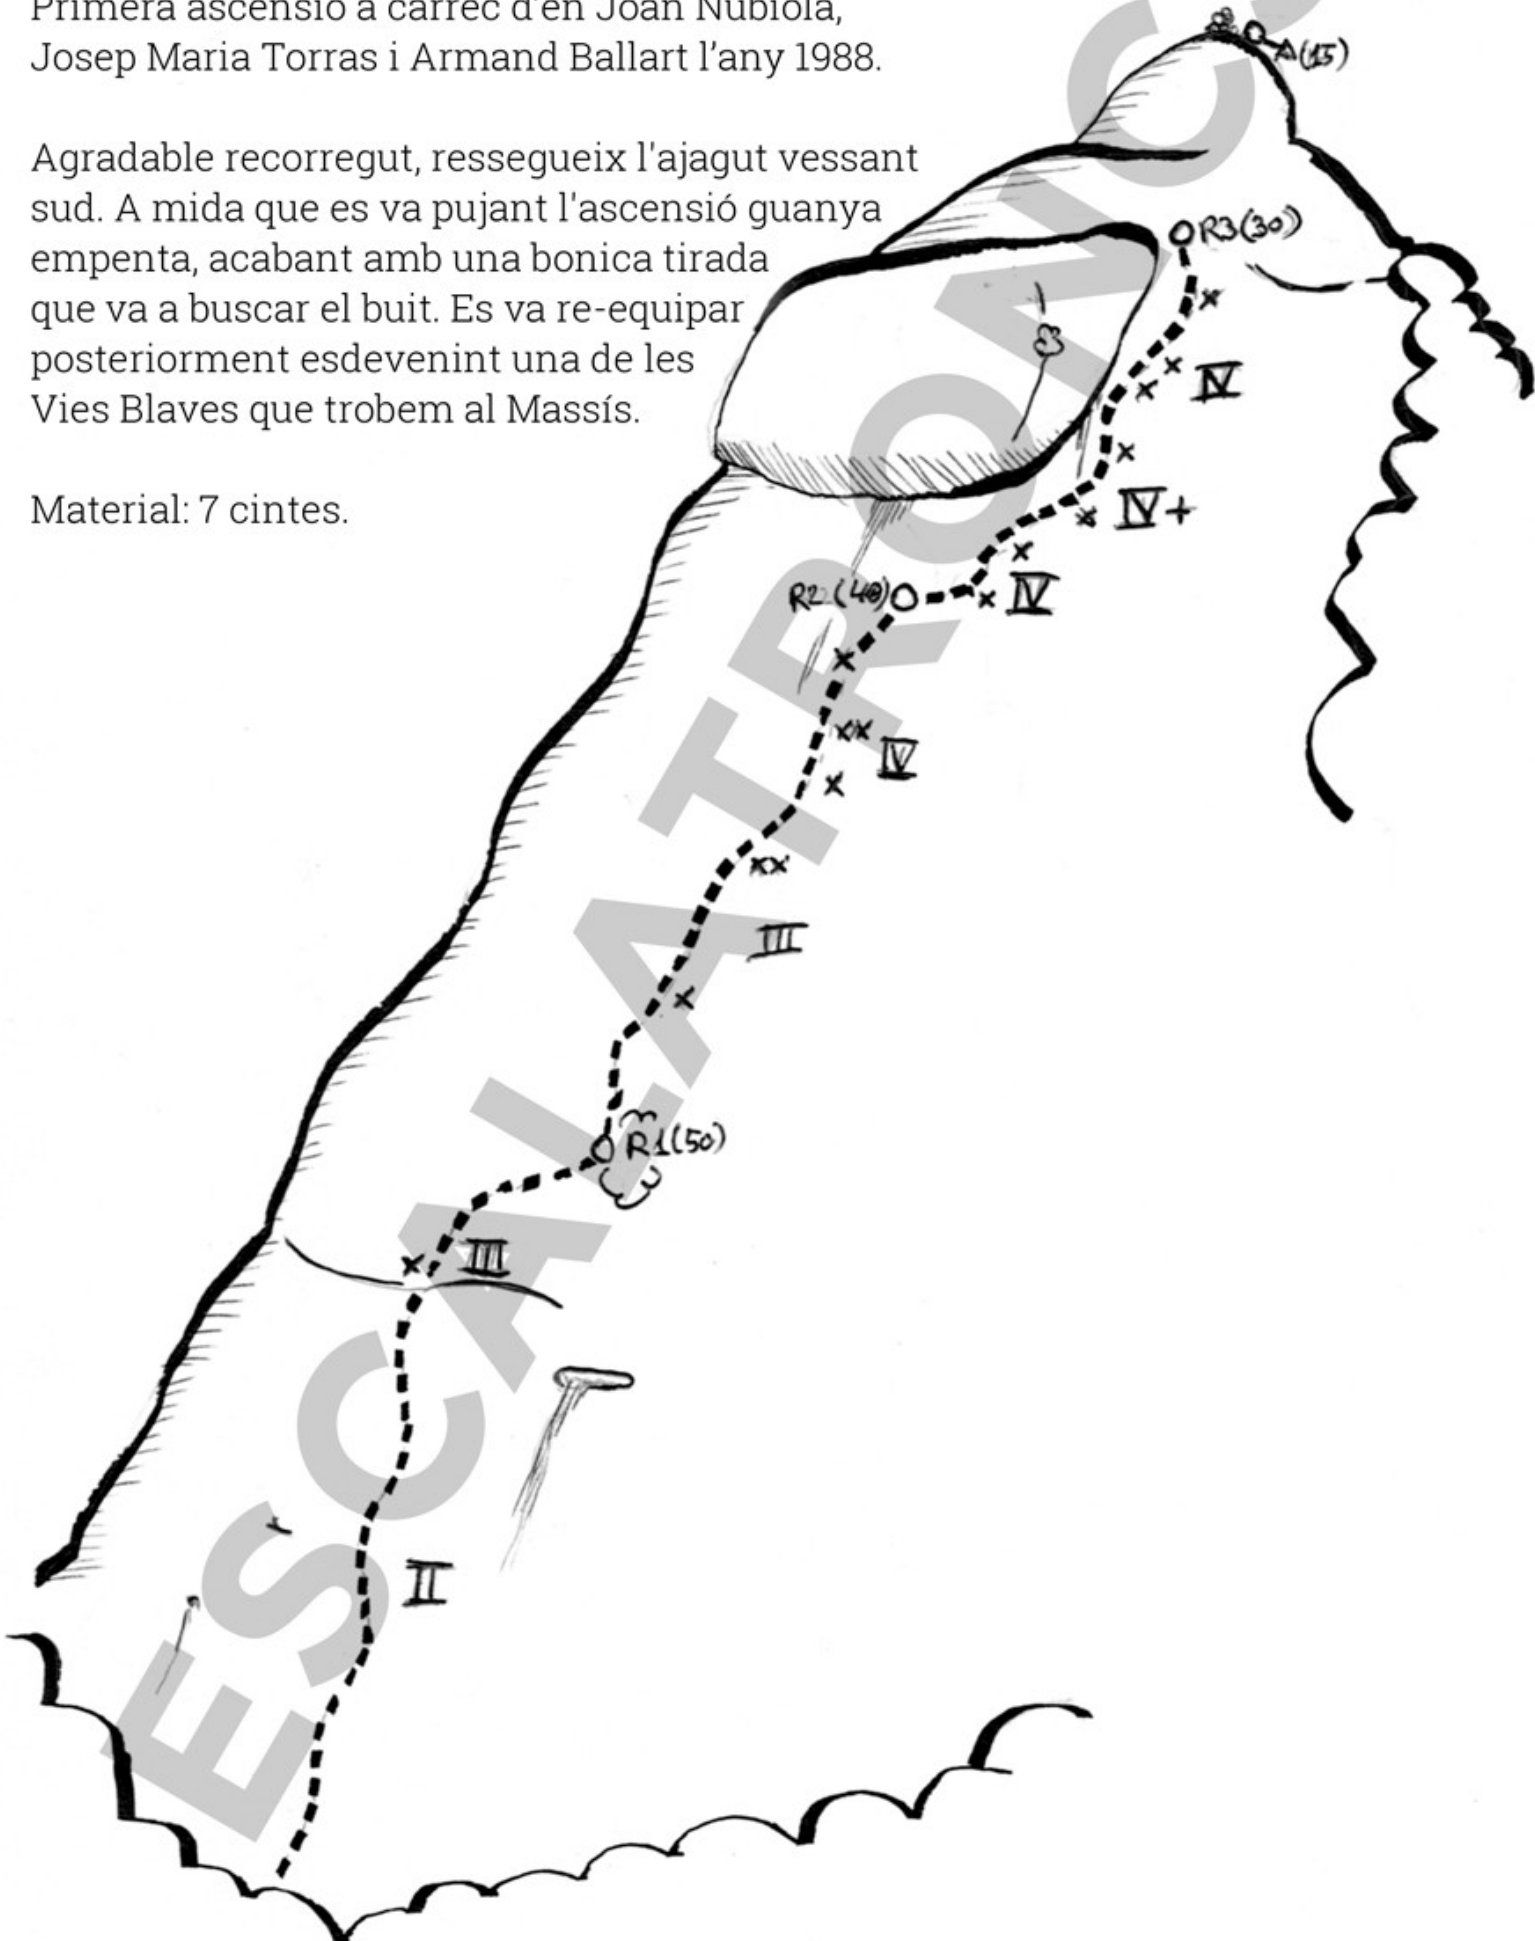 Primera ascensió a càrrec d'en Joan Nubiola,
Josep Maria Torras i Armand Ballart l'any 1988.
Agradable recorregut, ressegueix l'ajagut vessant
sud. A mida que es va pujant l'ascensió guanya
empenta, acabant amb una bonica tirada
que va a buscar el buit. Es va re-equipar
posteriorment esdevenint una de les
Vies Blaves que trobem al Massís.
Material: 7 cintes.
A(15)
R3(30)
IV
IV+
R2(40)
IV
IV
III
R1(50)
III
II
ESCALATRONCS